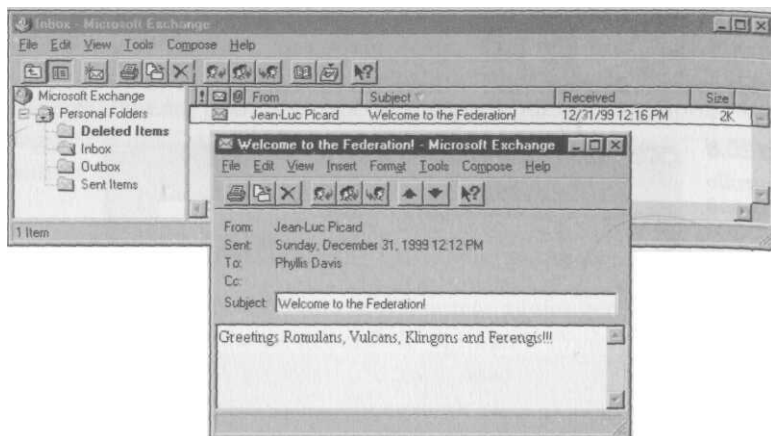 Inbox - Microsoft Exchange
File Edit View Tools Compose Help
Microsoft Exchange
Personal Folders
Deleted Items
Inbox
Outbox
Sent Items
! From Subject Received Size
Jean-Luc Picard Welcome to the Federation! 12/31/99 12:16 PM 2K
1 Item
Welcome to the Federation! - Microsoft Exchange
File Edit View Insert Format Tools Compose Help
From: Jean-Luc Picard
Sent: Sunday, December 31, 1999 12:12 PM
To: Phyllis Davis
Cc:
Subject: Welcome to the Federation!
Greetings Romulans, Vulcans, Klingons and Ferengis!!!